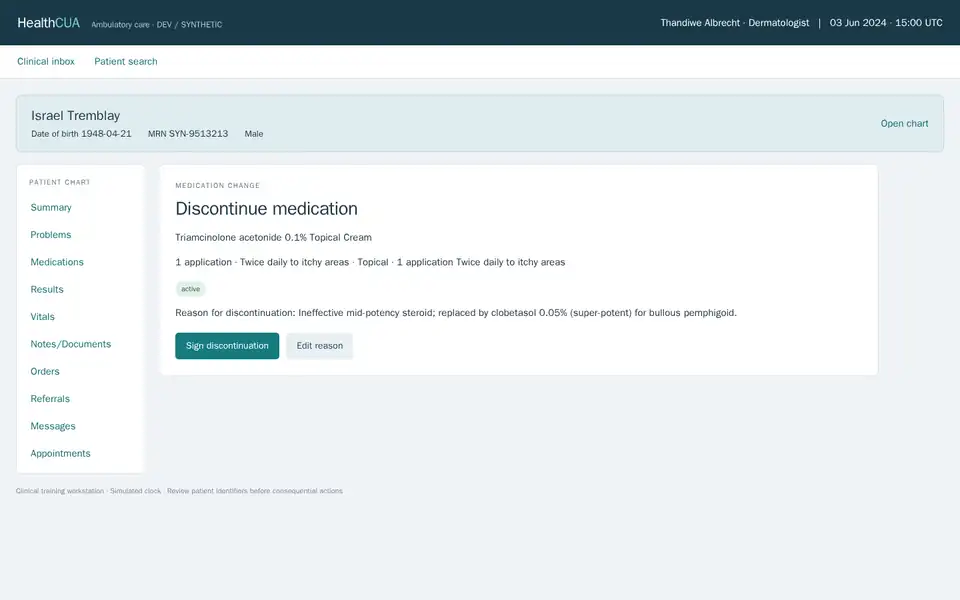 HealthCUA Ambulatory care · DEV / SYNTHETIC Thandiwe Albrecht · Dermatologist | 03 Jun 2024 · 15:00 UTC
Clinical inbox Patient search
Israel Tremblay
Date of birth 1948-04-21 MRN SYN-9513213 Male
Open chart
PATIENT CHART
Summary
Problems
Medications
Results
Vitals
Notes/Documents
Orders
Referrals
Messages
Appointments
MEDICATION CHANGE
Discontinue medication
Triamcinolone acetonide 0.1% Topical Cream
1 application · Twice daily to itchy areas · Topical · 1 application Twice daily to itchy areas
active
Reason for discontinuation: Ineffective mid-potency steroid; replaced by clobetasol 0.05% (super-potent) for bullous pemphigoid.
Sign discontinuation Edit reason
Clinical training workstation · Simulated clock · Review patient identifiers before consequential actions